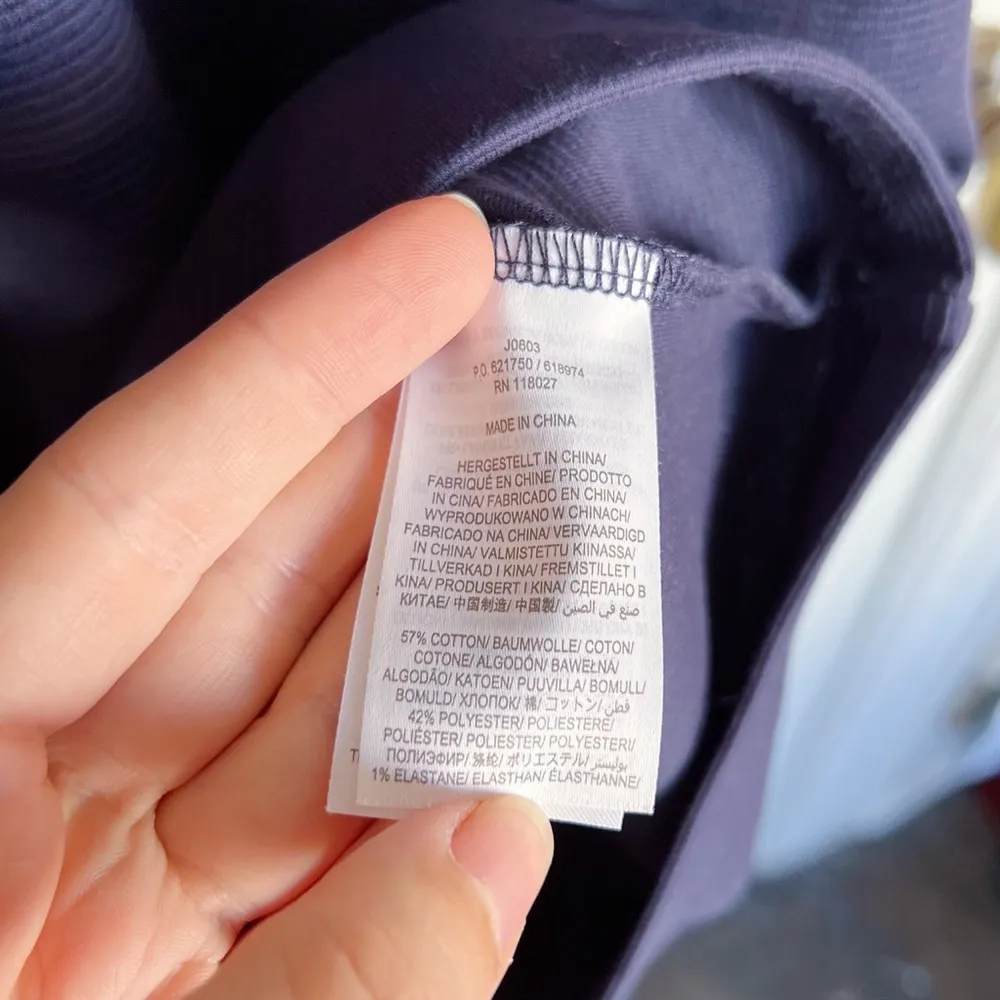 J0603
P.O. 621750 / 618974
RN 118027
MADE IN CHINA
HERGESTELLT IN CHINA/
FABRIQUÉ EN CHINE/ PRODOTTO
IN CINA/ FABRICADO EN CHINA/
WYPRODUKOWANO W CHINACH/
FABRICADO NA CHINA/ VERVAARDIGD
IN CHINA/ VALMISTETTU KIINASSA/
TILLVERKAD I KINA/ FREMSTILLET I
KINA/ PRODUSERT I KINA/ СДЕЛАНО В
КИТАЕ/ 中国制造/ 中国製/ صنع في الصين
57% COTTON/ BAUMWOLLE/ COTON/
COTONE/ ALGODÓN/ BAWEŁNA/
ALGODÃO/ KATOEN/ PUUVILLA/ BOMULL/
BOMULD/ ХЛОПОК/ 棉/ コットン/ قطن
42% POLYESTER/ POLIESTERE/
POLIÉSTER/ POLIESTER/ POLYESTERI/
ПОЛИЭФИР/ 涤纶/ ポリエステル/ بوليستر
1% ELASTANE/ ELASTHAN/ ÉLASTHANNE/